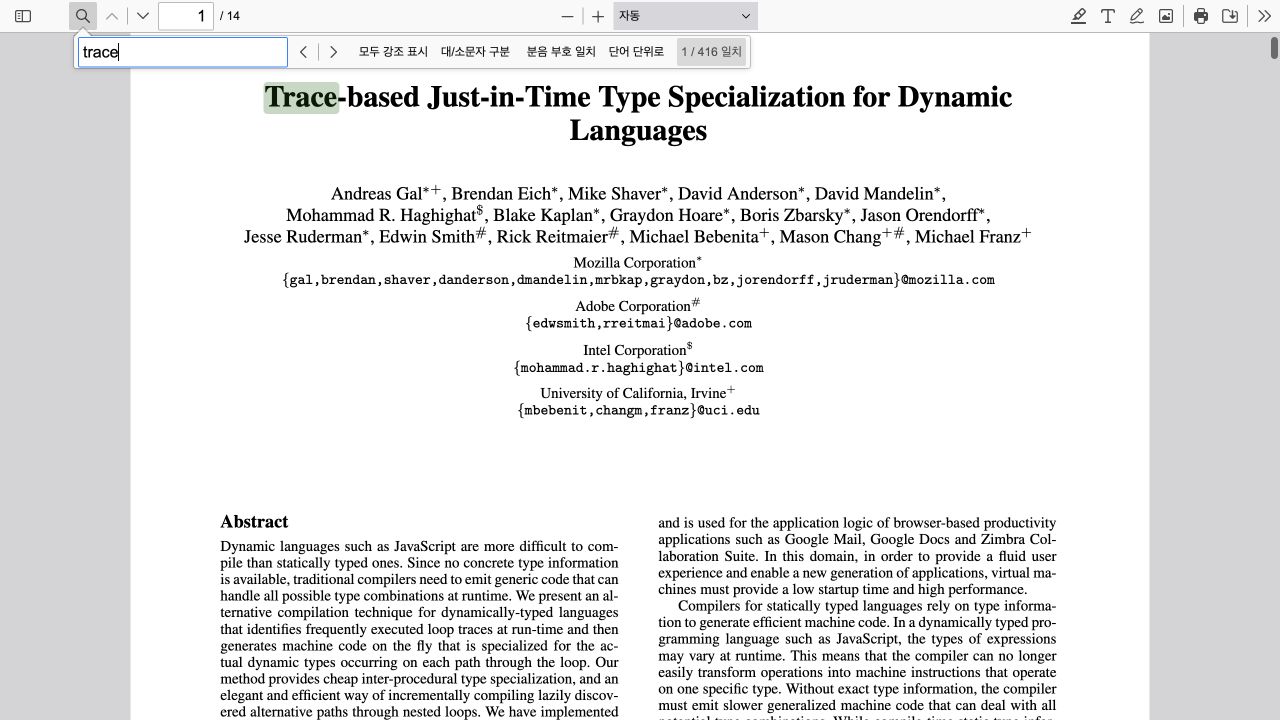 1 / 14
자동
trace
모두 강조 표시 대/소문자 구분 분음 부호 일치 단어 단위로 1 / 416 일치
Trace-based Just-in-Time Type Specialization for Dynamic
Languages
Andreas Gal*+, Brendan Eich*, Mike Shaver*, David Anderson*, David Mandelin*,
Mohammad R. Haghighat$, Blake Kaplan*, Graydon Hoare*, Boris Zbarsky*, Jason Orendorff*,
Jesse Ruderman*, Edwin Smith#, Rick Reitmaier#, Michael Bebenita+, Mason Chang+#, Michael Franz+
Mozilla Corporation*
{gal,brendan,shaver,danderson,dmandelin,mrbkap,graydon,bz,jorendorff,jruderman}@mozilla.com
Adobe Corporation#
{edwsmith,rreitmai}@adobe.com
Intel Corporation$
{mohammad.r.haghighat}@intel.com
University of California, Irvine+
{mbebenit,changm,franz}@uci.edu
Abstract
Dynamic languages such as JavaScript are more difficult to com-
pile than statically typed ones. Since no concrete type information
is available, traditional compilers need to emit generic code that can
handle all possible type combinations at runtime. We present an al-
ternative compilation technique for dynamically-typed languages
that identifies frequently executed loop traces at run-time and then
generates machine code on the fly that is specialized for the ac-
tual dynamic types occurring on each path through the loop. Our
method provides cheap inter-procedural type specialization, and an
elegant and efficient way of incrementally compiling lazily discov-
ered alternative paths through nested loops. We have implemented
and is used for the application logic of browser-based productivity
applications such as Google Mail, Google Docs and Zimbra Col-
laboration Suite. In this domain, in order to provide a fluid user
experience and enable a new generation of applications, virtual ma-
chines must provide a low startup time and high performance.
Compilers for statically typed languages rely on type informa-
tion to generate efficient machine code. In a dynamically typed pro-
gramming language such as JavaScript, the types of expressions
may vary at runtime. This means that the compiler can no longer
easily transform operations into machine instructions that operate
on one specific type. Without exact type information, the compiler
must emit slower generalized machine code that can deal with all